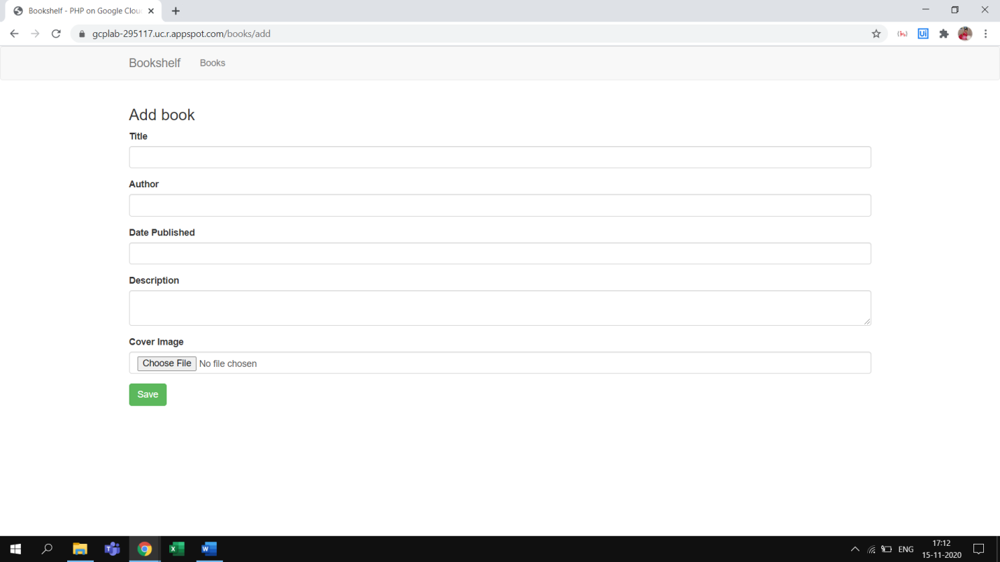 Bookshelf - PHP on Google Clou
gcplab-295117.uc.r.appspot.com/books/add
Ui
Bookshelf Books
Add book
Title
Author
Date Published
Description
Cover Image
Choose File No file chosen
Save
ENG
17:12
15-11-2020